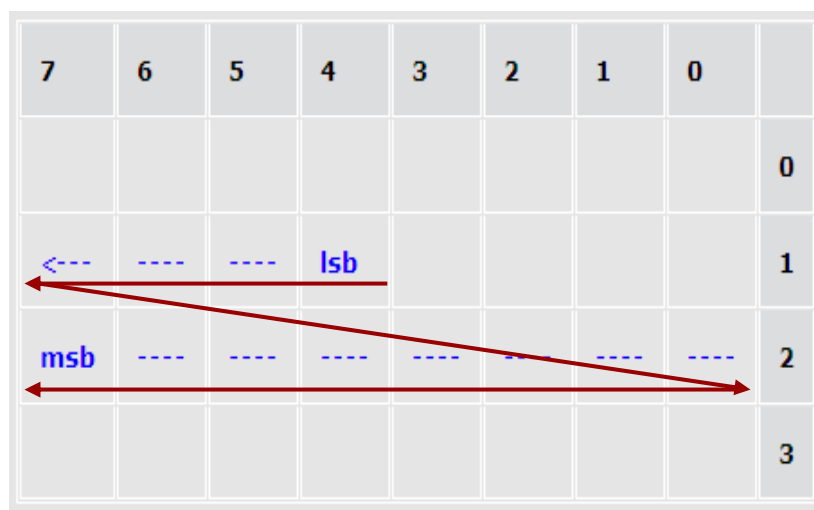 7 6 5 4 3 2 1 0
0
<--- ---- ---- lsb 1
msb ---- ---- ---- ---- ---- ---- ---- 2
3